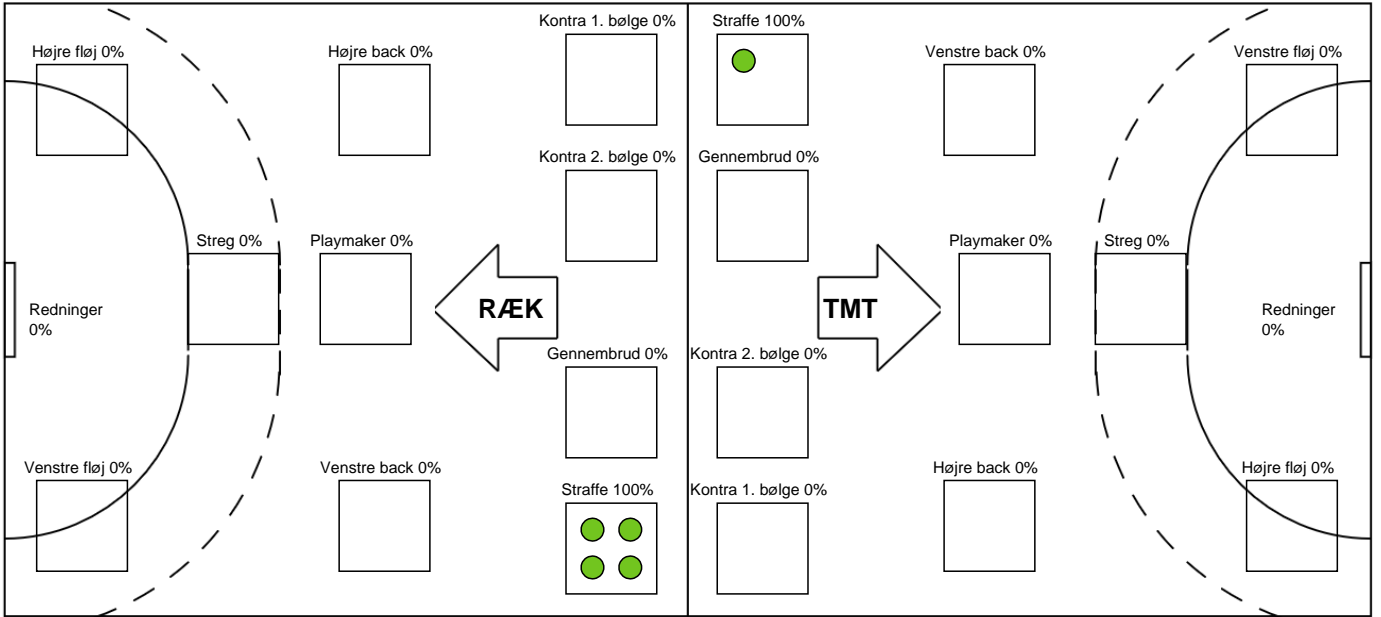 Kontra 1. bølge 0%
Straffe 100%
Højre fløj 0%
Højre back 0%
Venstre back 0%
Venstre fløj 0%
Kontra 2. bølge 0%
Gennembrud 0%
Streg 0%
Playmaker 0%
Playmaker 0%
Streg 0%
Redninger
0%
RÆK
TMT
Redninger
0%
Gennembrud 0%
Kontra 2. bølge 0%
Venstre fløj 0%
Venstre back 0%
Højre back 0%
Højre fløj 0%
Straffe 100%
Kontra 1. bølge 0%